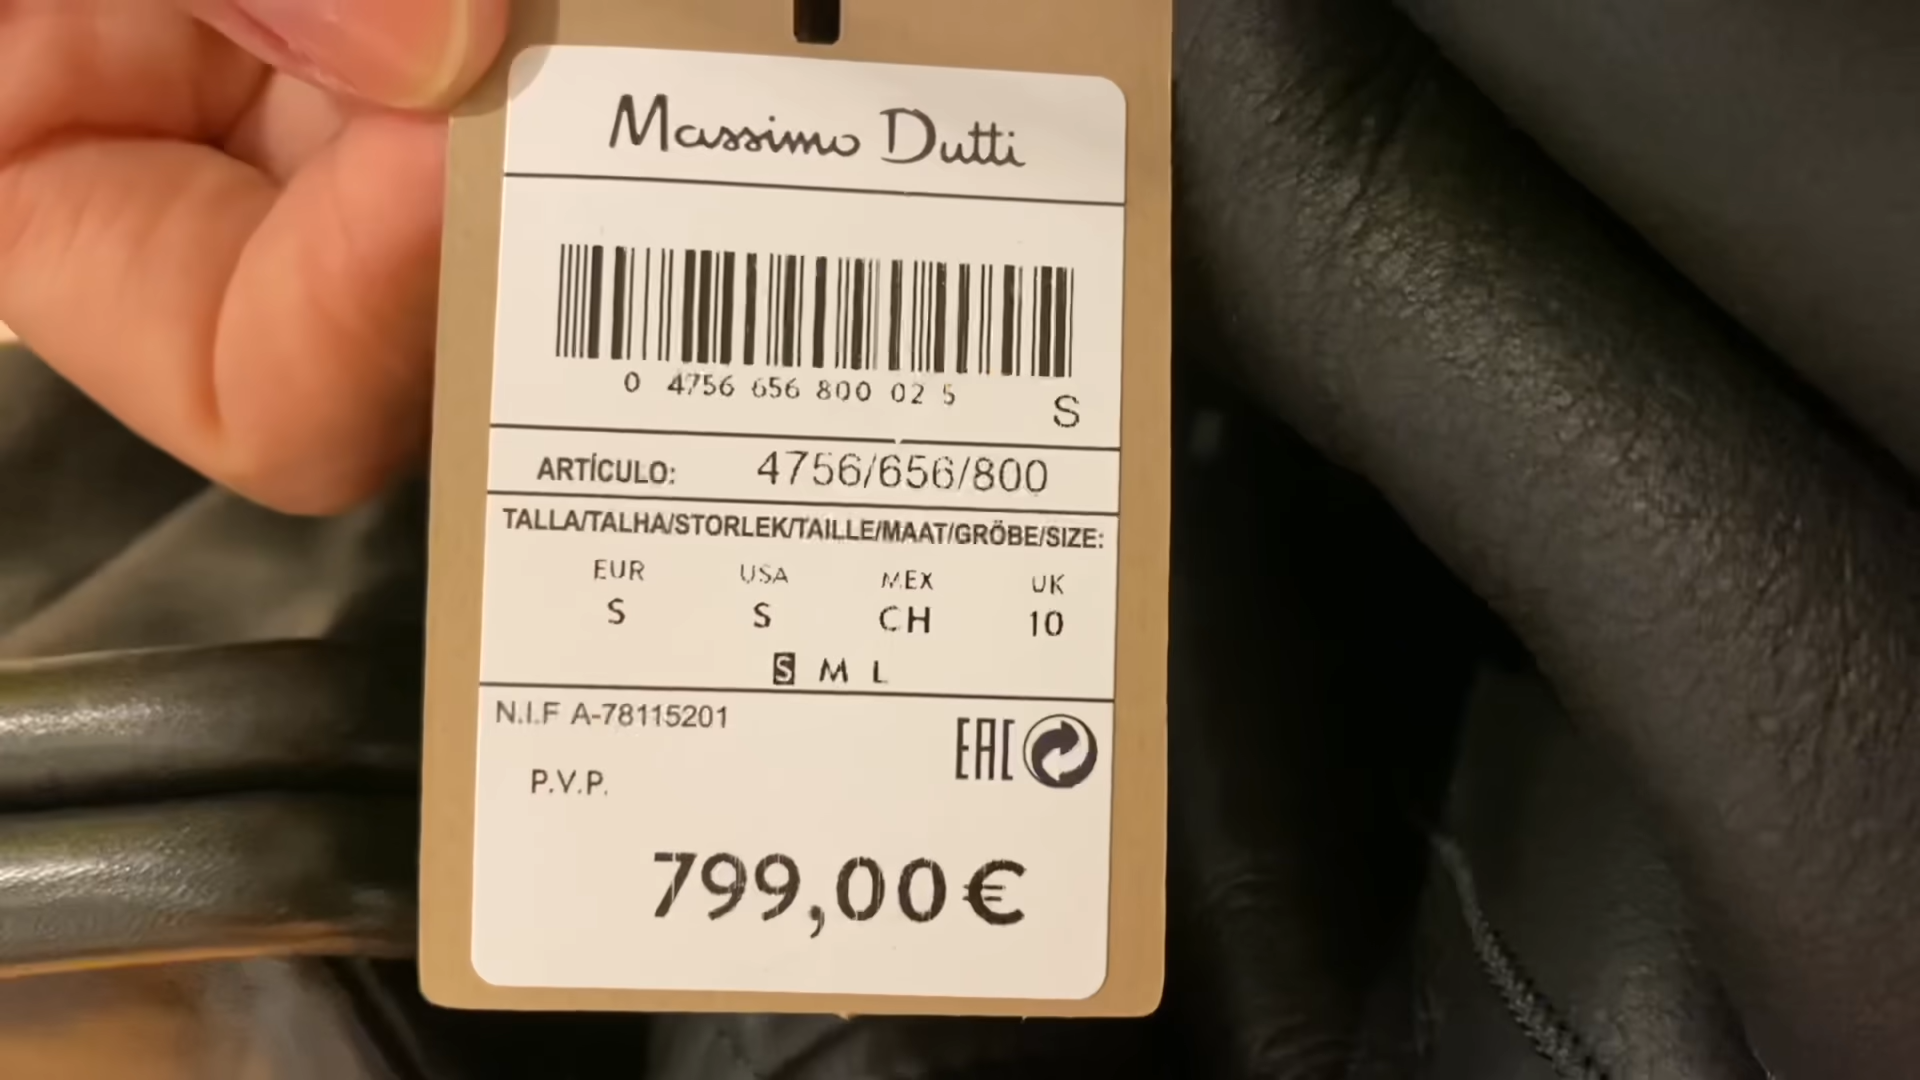 Massimo Dutti
0 4756 656 800 02 5
S
ARTÍCULO: 4756/656/800
TALLA/TALHA/STORLEK/TAILLE/MAAT/GRÖBE/SIZE:
EUR USA MEX UK
S S CH 10
S M L
N.I.F A-78115201
EAC
P.V.P.
799,00€